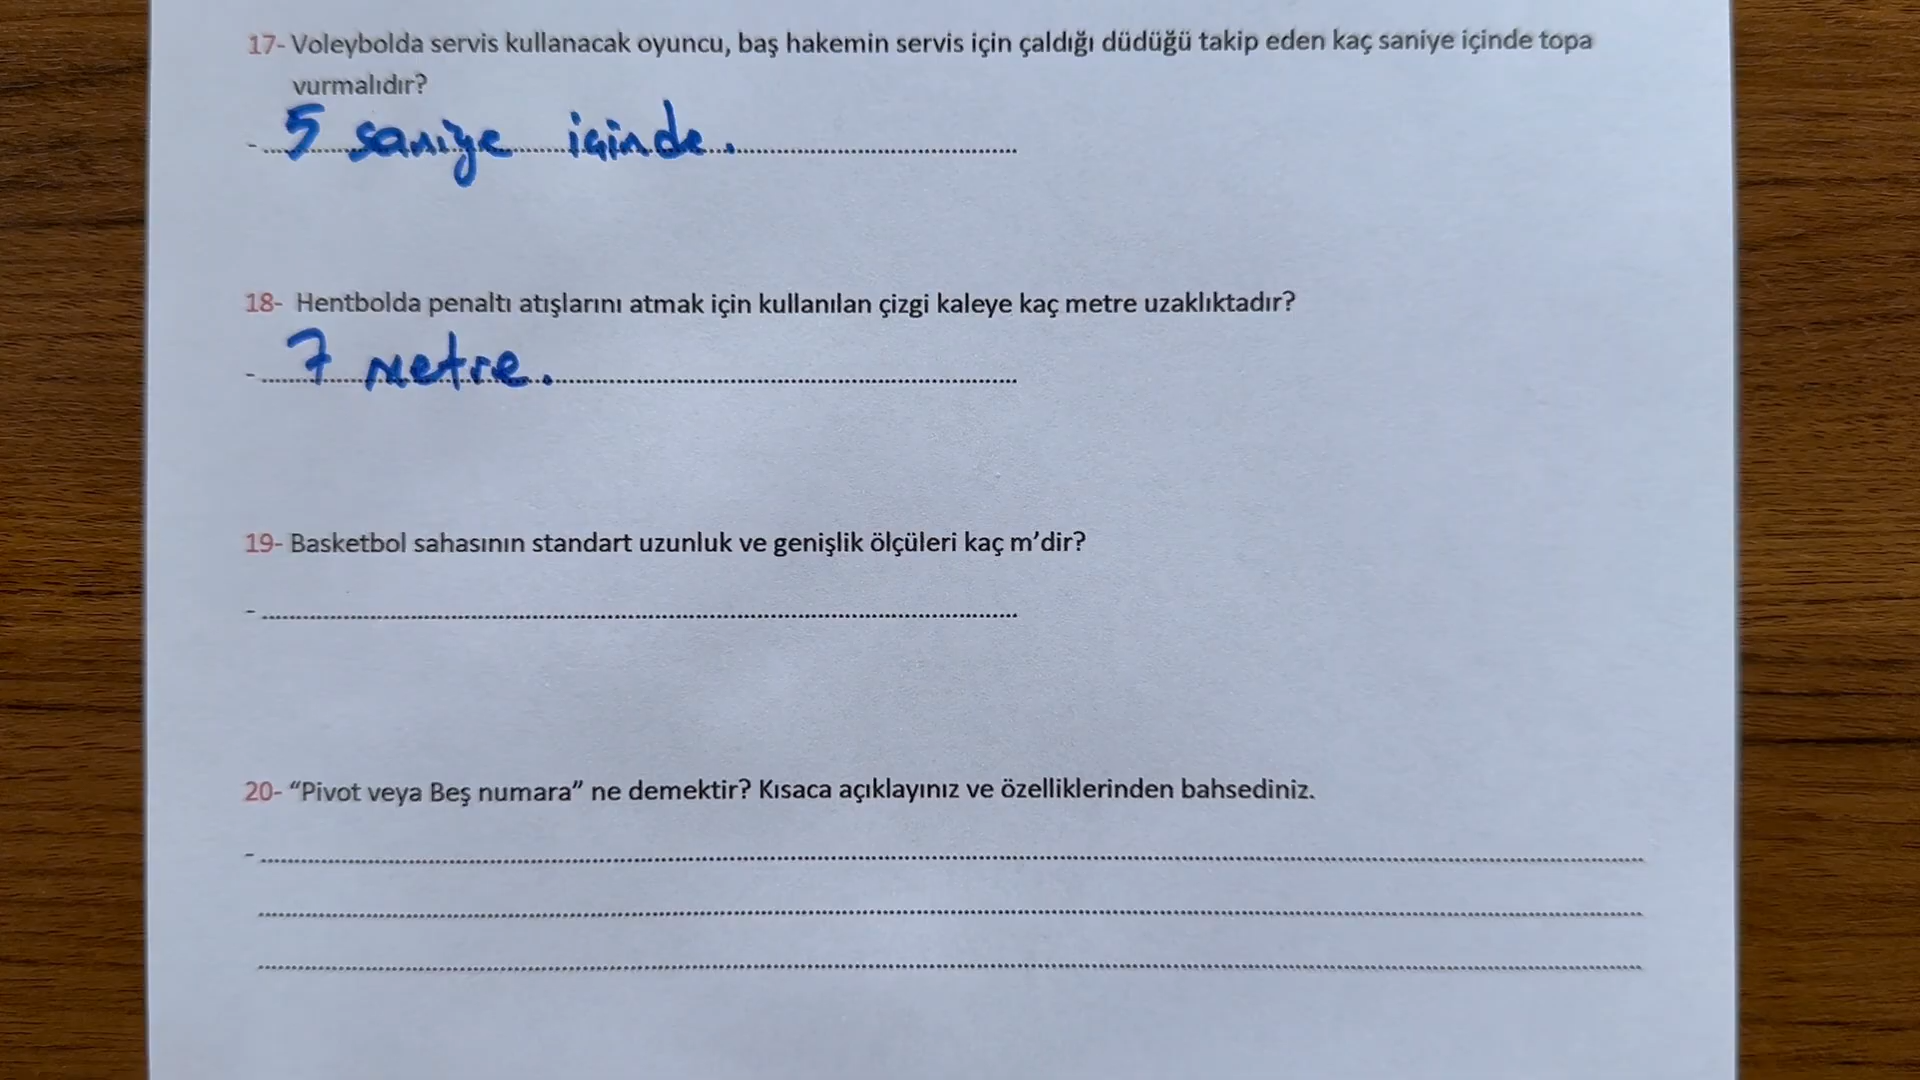 17- Voleybolda servis kullanacak oyuncu, baş hakemin servis için çaldığı düdüğü takip eden kaç saniye içinde topa
vurmalıdır?
- 5 saniye içinde.
18- Hentbolda penaltı atışlarını atmak için kullanılan çizgi kaleye kaç metre uzaklıktadır?
- 7 metre.
19- Basketbol sahasının standart uzunluk ve genişlik ölçüleri kaç m’dir?
-
20- “Pivot veya Beş numara” ne demektir? Kısaca açıklayınız ve özelliklerinden bahsediniz.
-